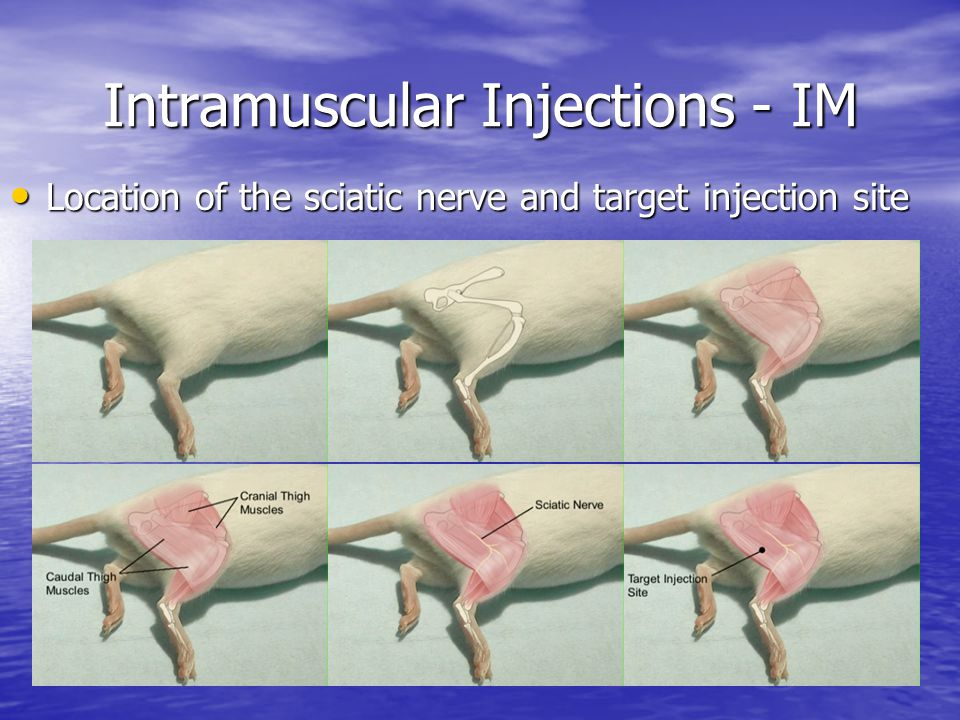 Intramuscular Injections - IM
• Location of the sciatic nerve and target injection site
Cranial Thigh
Muscles
Caudal Thigh
Muscles
Sciatic Nerve
Target Injection
Site